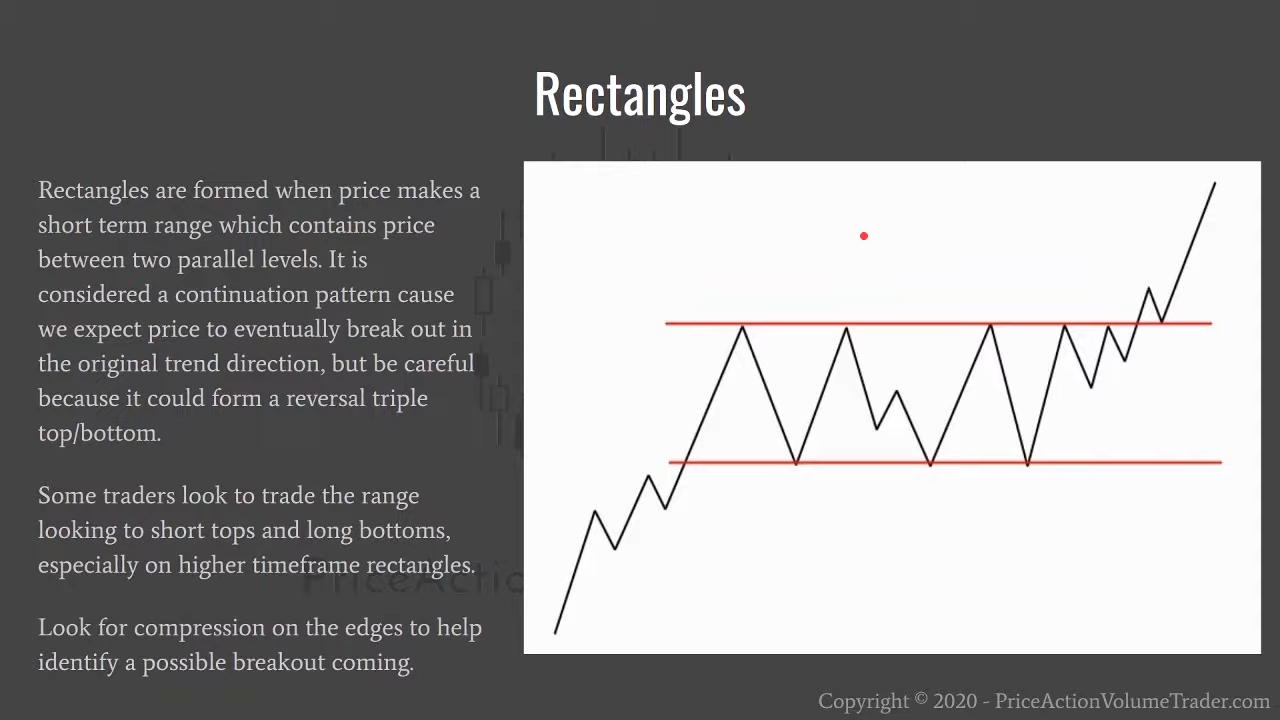 Rectangles
Rectangles are formed when price makes a
short term range which contains price
between two parallel levels. It is
considered a continuation pattern cause
we expect price to eventually break out in
the original trend direction, but be careful
because it could form a reversal triple
top/bottom.
Some traders look to trade the range
looking to short tops and long bottoms,
especially on higher timeframe rectangles.
Look for compression on the edges to help
identify a possible breakout coming.
PriceActio
Copyright © 2020 - PriceActionVolumeTrader.com